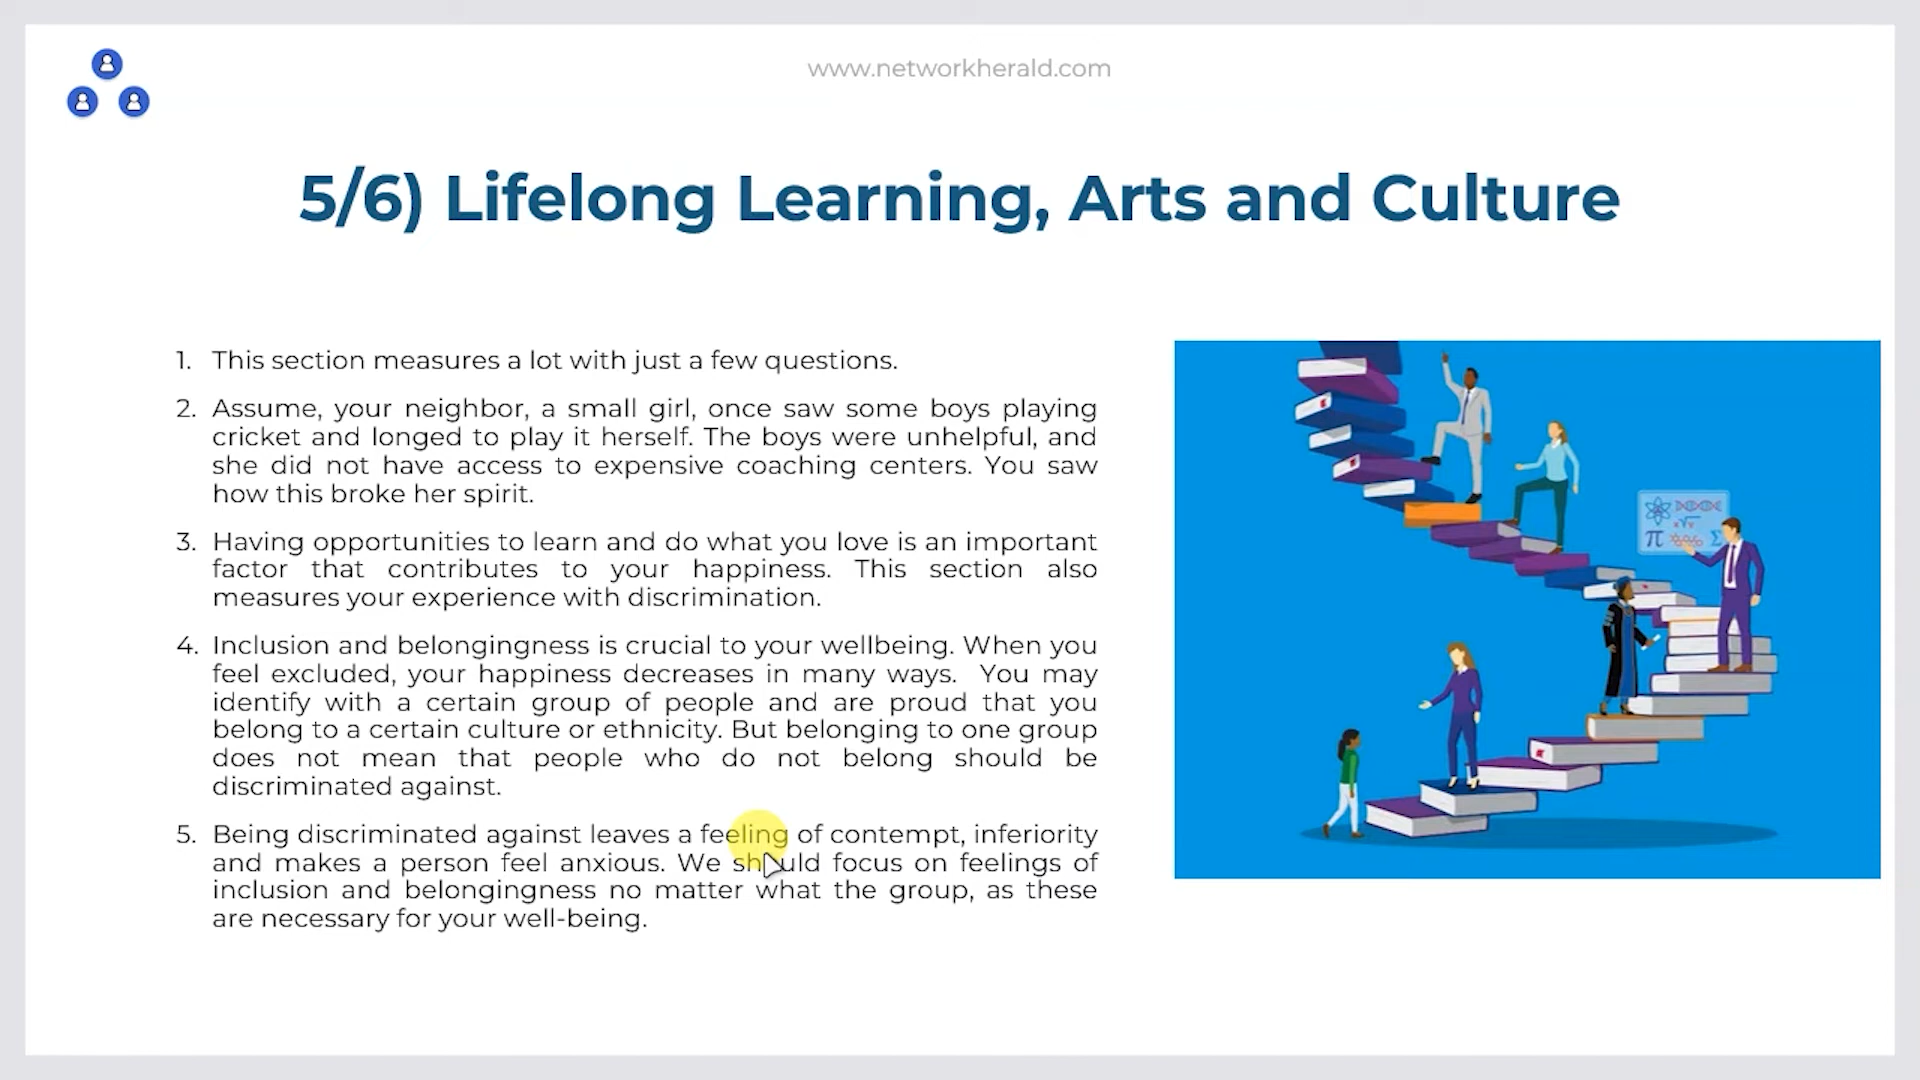 www.networkherald.com
5/6) Lifelong Learning, Arts and Culture
1. This section measures a lot with just a few questions.
2. Assume, your neighbor, a small girl, once saw some boys playing
cricket and longed to play it herself. The boys were unhelpful, and
she did not have access to expensive coaching centers. You saw
how this broke her spirit.
3. Having opportunities to learn and do what you love is an important
factor that contributes to your happiness. This section also
measures your experience with discrimination.
4. Inclusion and belongingness is crucial to your wellbeing. When you
feel excluded, your happiness decreases in many ways. You may
identify with a certain group of people and are proud that you
belong to a certain culture or ethnicity. But belonging to one group
does not mean that people who do not belong should be
discriminated against.
5. Being discriminated against leaves a feeling of contempt, inferiority
and makes a person feel anxious. We should focus on feelings of
inclusion and belongingness no matter what the group, as these
are necessary for your well-being.
π Σ